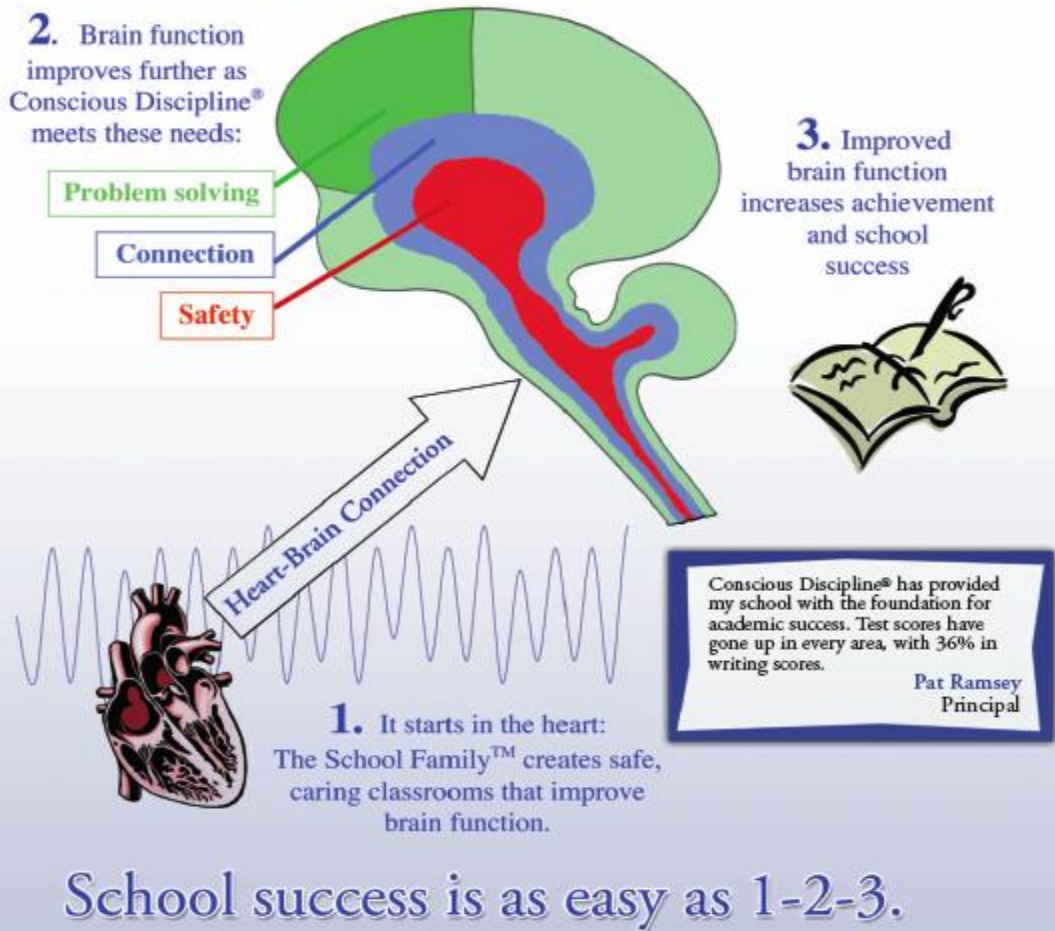 2. Brain function
improves further as
Conscious Discipline®
meets these needs:
Problem solving
Connection
Safety
3. Improved
brain function
increases achievement
and school
success
Heart-Brain Connection
Conscious Discipline® has provided
my school with the foundation for
academic success. Test scores have
gone up in every area, with 36% in
writing scores.
Pat Ramsey
Principal
1. It starts in the heart:
The School Family™ creates safe,
caring classrooms that improve
brain function.
School success is as easy as 1-2-3.